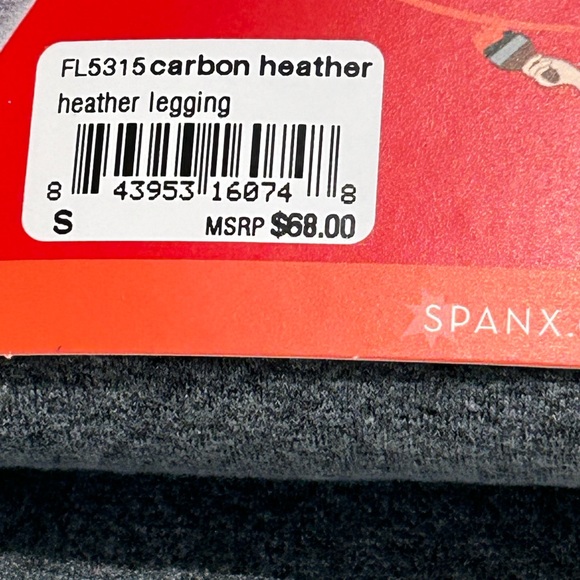 FL5315 carbon heather
heather legging
8 43953 16074 8
S MSRP $68.00
SPANX.